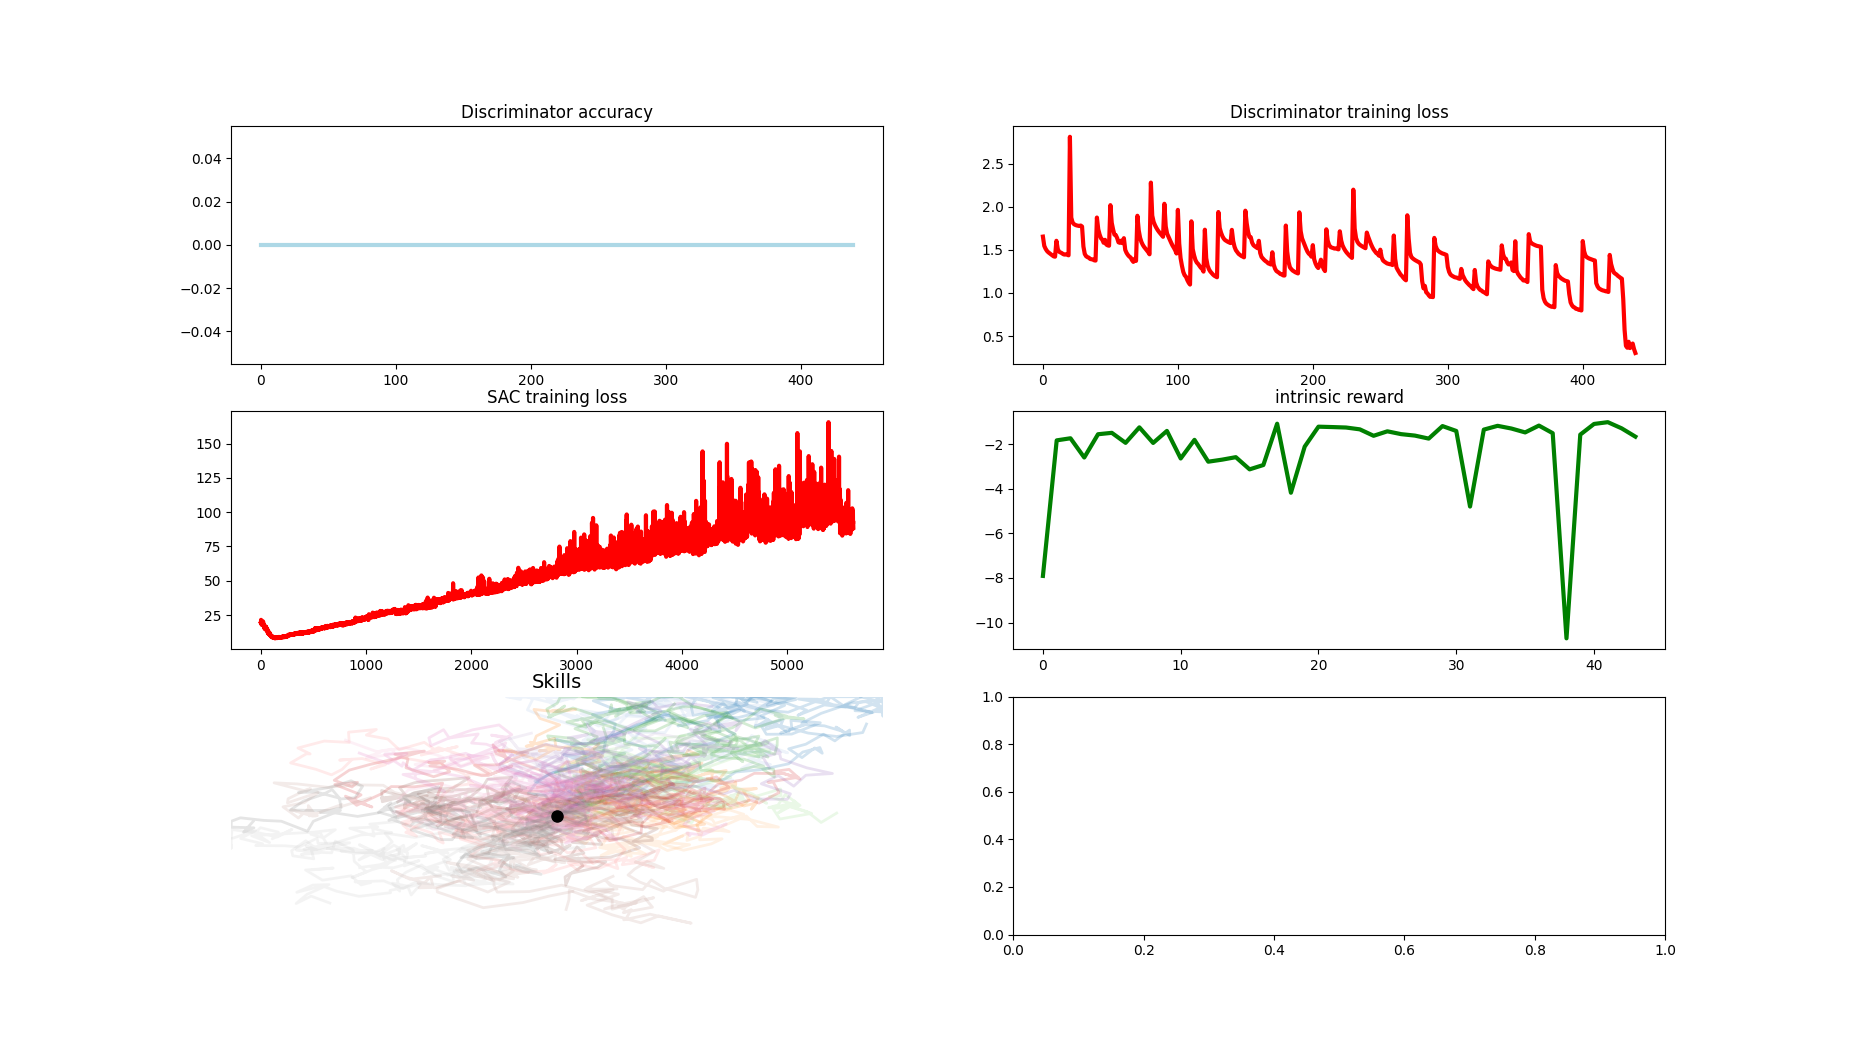 Discriminator accuracy
0.04
0.02
0.00
−0.02
−0.04
0 100 200 300 400
Discriminator training loss
2.5
2.0
1.5
1.0
0.5
0 100 200 300 400
SAC training loss
150
125
100
75
50
25
0 1000 2000 3000 4000 5000
intrinsic reward
−2
−4
−6
−8
−10
0 10 20 30 40
Skills
1.0
0.8
0.6
0.4
0.2
0.0
0.0 0.2 0.4 0.6 0.8 1.0